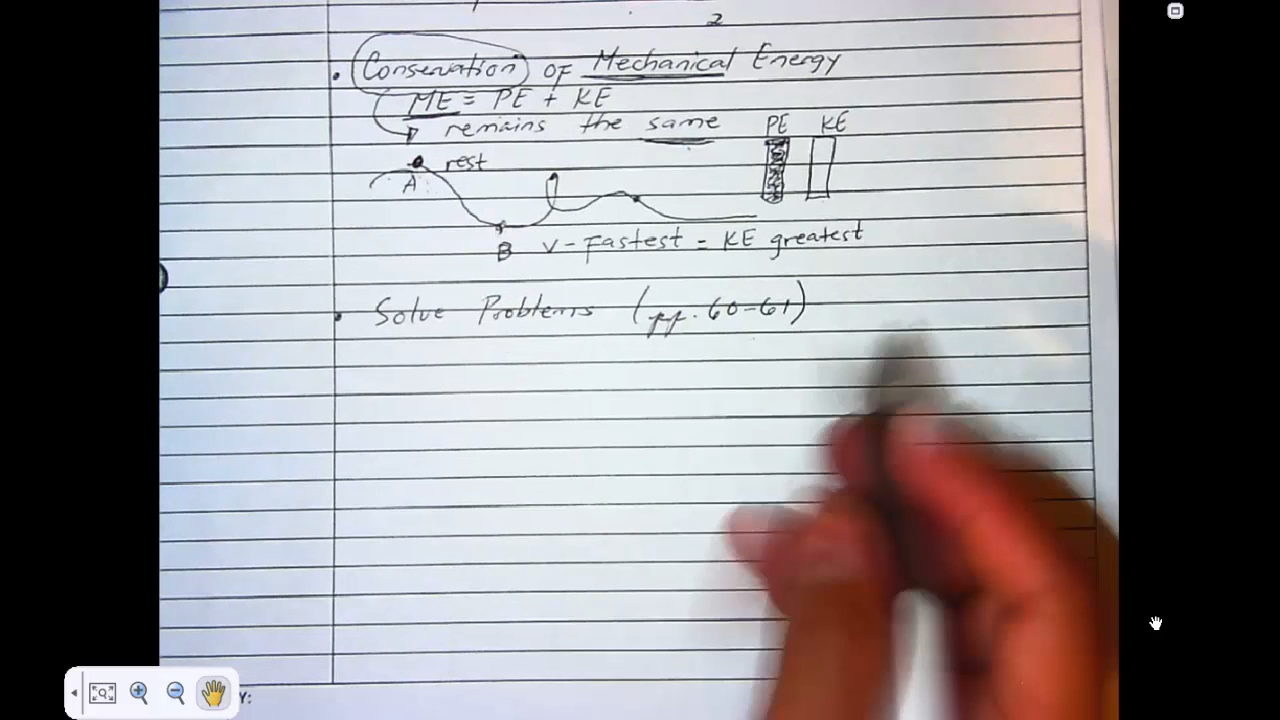 2
• Conservation of Mechanical Energy
ME = PE + KE
remains the same PE KE
rest
A
B V - Fastest = KE greatest
• Solve Problems (pp. 60-61)
Y: